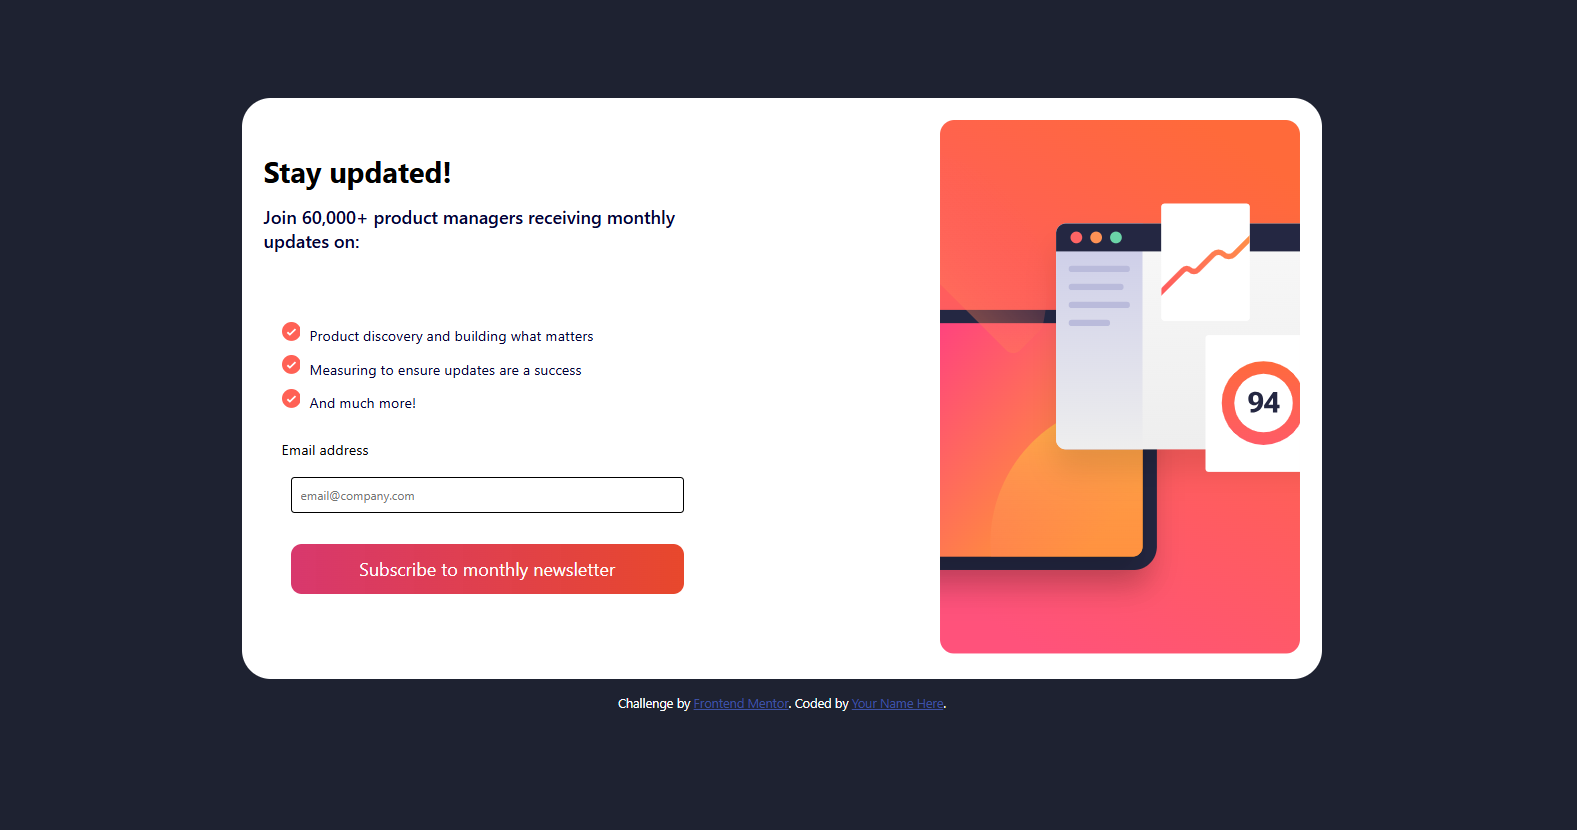 Stay updated!
Join 60,000+ product managers receiving monthly
updates on:
Product discovery and building what matters
Measuring to ensure updates are a success
And much more!
Email address
email@company.com
Subscribe to monthly newsletter
94
Challenge by Frontend Mentor. Coded by Your Name Here.